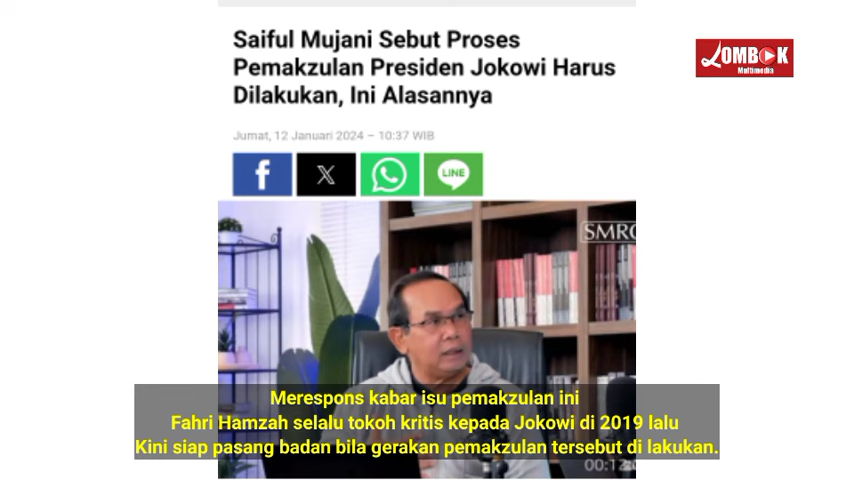 Saiful Mujani Sebut Proses
Pemakzulan Presiden Jokowi Harus
Dilakukan, Ini Alasannya
LOMBOK
Multimedia
Jumat, 12 Januari 2024 – 10:37 WIB
f X LINE
SMRC
Merespons kabar isu pemakzulan ini
Fahri Hamzah selalu tokoh kritis kepada Jokowi di 2019 lalu
Kini siap pasang badan bila gerakan pemakzulan tersebut di lakukan.